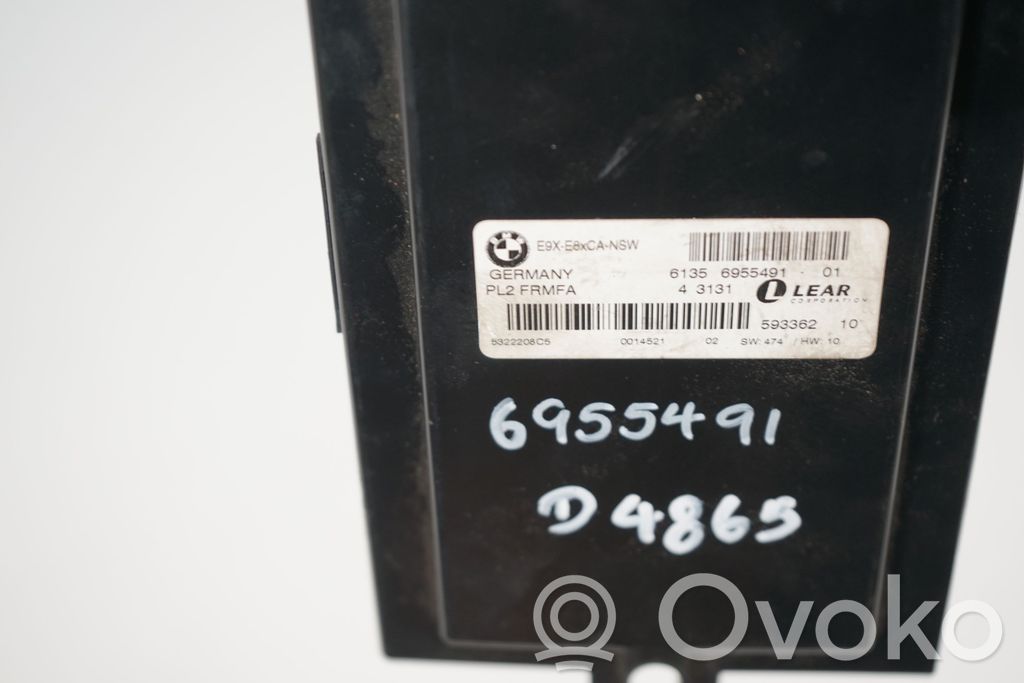 BMW
E9X-E8xCA-NSW
GERMANY 6135 6955491 - 01
PL2 FRMFA 4 3131 LEAR
CORPORATION
593362 10
5322208C5 0014521 02 SW: 474 / HW: 10
6955491
D4865
Ovoko